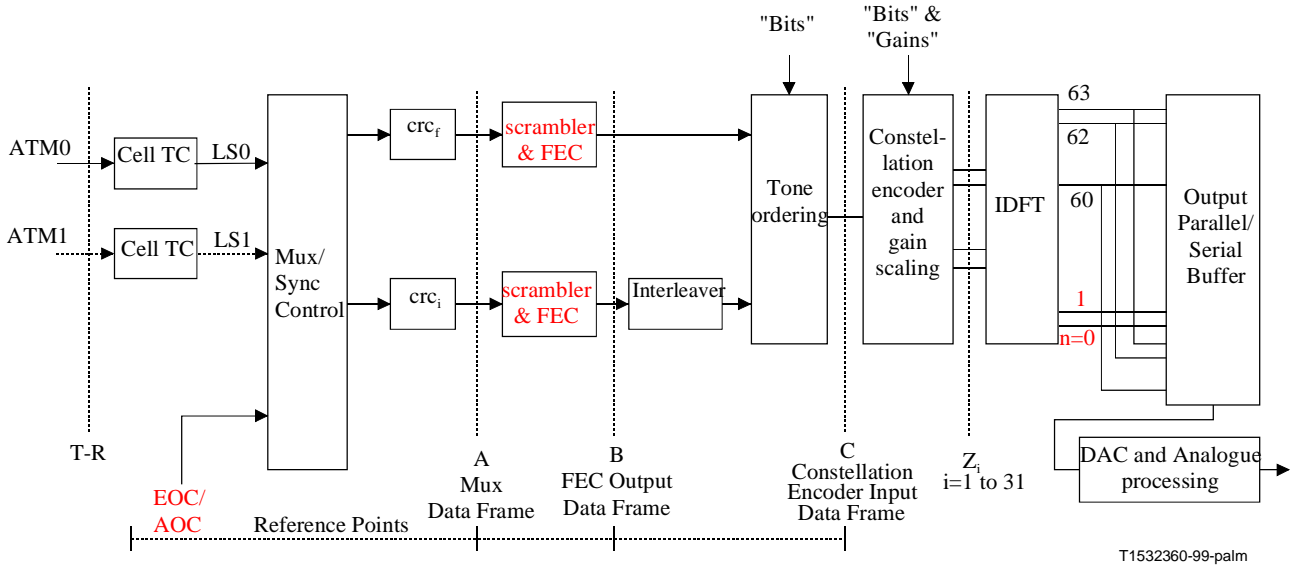 "Bits"
"Bits" &
"Gains"
ATM0
Cell TC
LS0
ATM1
Cell TC
LS1
Mux/
Sync
Control
crcf
crci
scrambler
& FEC
scrambler
& FEC
Interleaver
Tone
ordering
Constel-
lation
encoder
and
gain
scaling
IDFT
63
62
60
1
n=0
Output
Parallel/
Serial
Buffer
DAC and Analogue
processing
T-R
EOC/
AOC
Reference Points
A
Mux
Data Frame
B
FEC Output
Data Frame
C
Constellation
Encoder Input
Data Frame
Zi
i=1 to 31
T1532360-99-palm